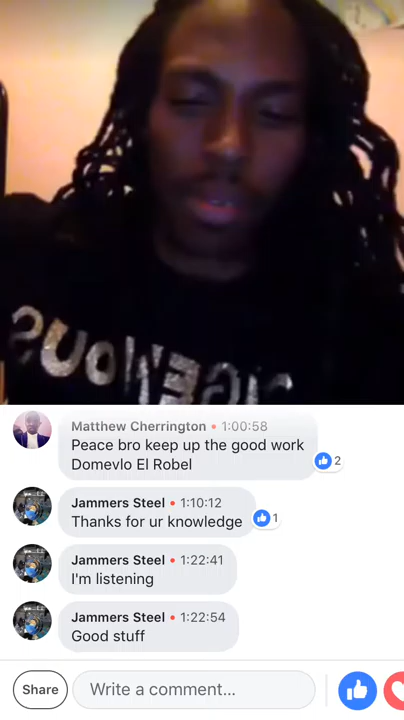 Matthew Cherrington • 1:00:58
Peace bro keep up the good work
Domevlo El Robel
2
Jammers Steel • 1:10:12
Thanks for ur knowledge
1
Jammers Steel • 1:22:41
I'm listening
Jammers Steel • 1:22:54
Good stuff
Share
Write a comment...